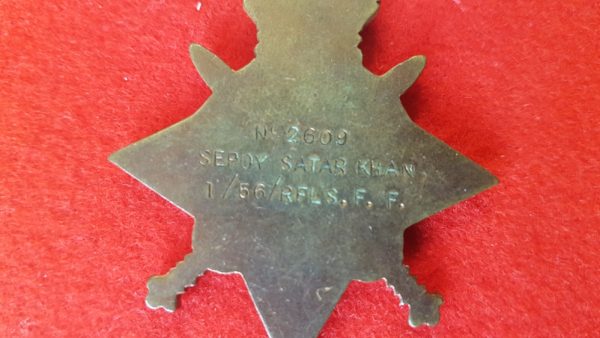 No 2609
SEPOY SATAR KHAN.
1/56/RFLS. F. F.